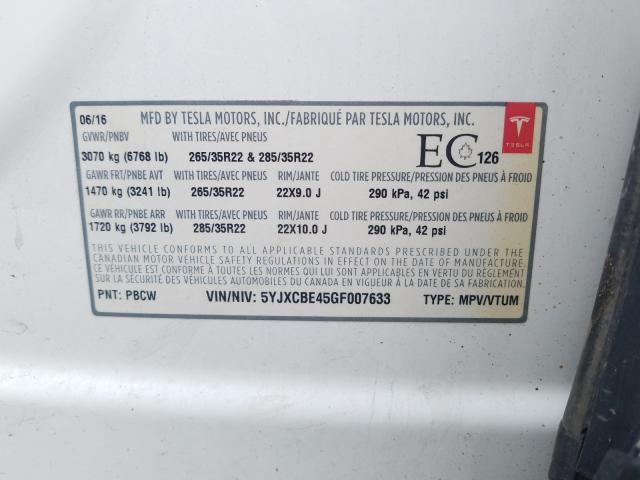 06/16 MFD BY TESLA MOTORS, INC./FABRIQUÉ PAR TESLA MOTORS, INC.
GVWR/PNBV WITH TIRES/AVEC PNEUS
3070 kg (6768 lb) 265/35R22 & 285/35R22 EC 126 TESLA
GAWR FRT/PNBE AVT WITH TIRES/AVEC PNEUS RIM/JANTE COLD TIRE PRESSURE/PRESSION DES PNEUS À FROID
1470 kg (3241 lb) 265/35R22 22X9.0 J 290 kPa, 42 psi
GAWR RR/PNBE ARR WITH TIRES/AVEC PNEUS RIM/JANTE COLD TIRE PRESSURE/PRESSION DES PNEUS À FROID
1720 kg (3792 lb) 285/35R22 22X10.0 J 290 kPa, 42 psi
THIS VEHICLE CONFORMS TO ALL APPLICABLE STANDARDS PRESCRIBED UNDER THE
CANADIAN MOTOR VEHICLE SAFETY REGULATIONS IN EFFECT ON THE DATE OF MANUFACTURE
CE VÉHICULE EST CONFORME À TOUTES LES NORMES QUI LUI SONT APPLICABLES EN VERTU DU RÈGLEMENT
SUR LA SÉCURITÉ DES VÉHICULES AUTOMOBILES DU CANADA EN VIGUEUR À LA DATE DE SA FABRICATION
PNT: PBCW VIN/NIV: 5YJXCBE45GF007633 TYPE: MPV/VTUM